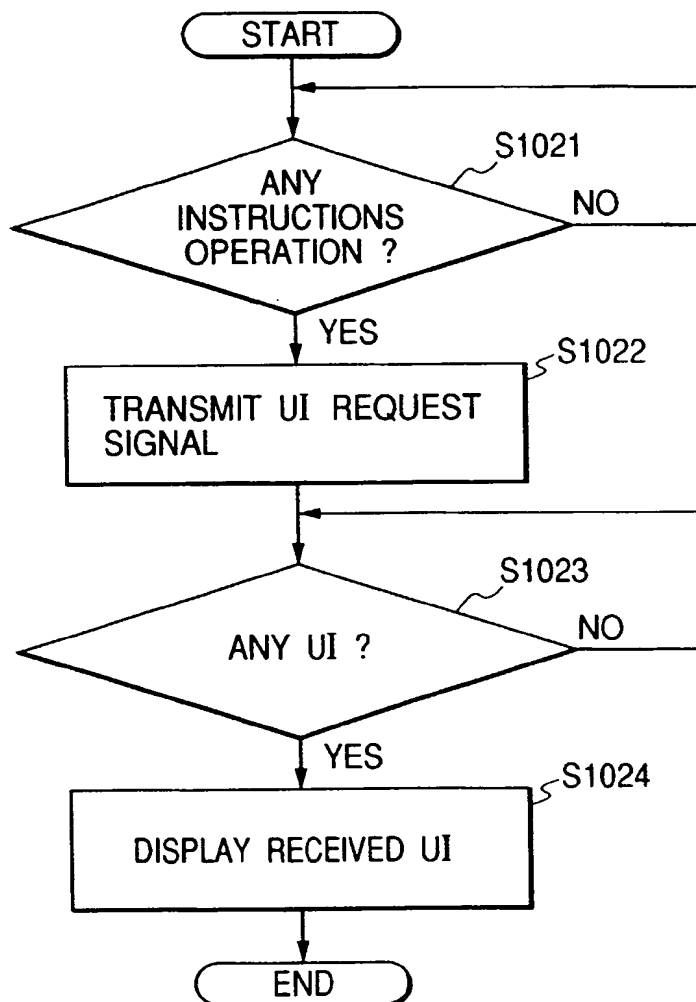 START
S1021
ANY
INSTRUCTIONS
OPERATION ?
NO
YES
S1022
TRANSMIT UI REQUEST
SIGNAL
S1023
ANY UI ?
NO
YES
S1024
DISPLAY RECEIVED UI
END